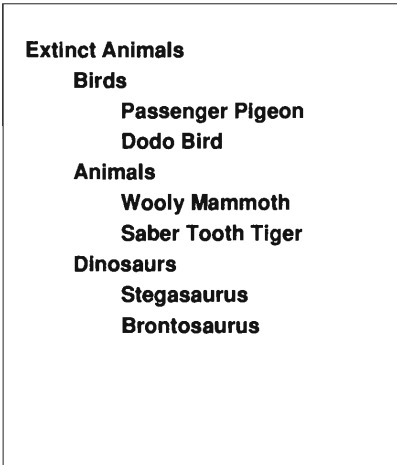 Extinct Animals
Birds
Passenger Pigeon
Dodo Bird
Animals
Wooly Mammoth
Saber Tooth Tiger
Dinosaurs
Stegasaurus
Brontosaurus